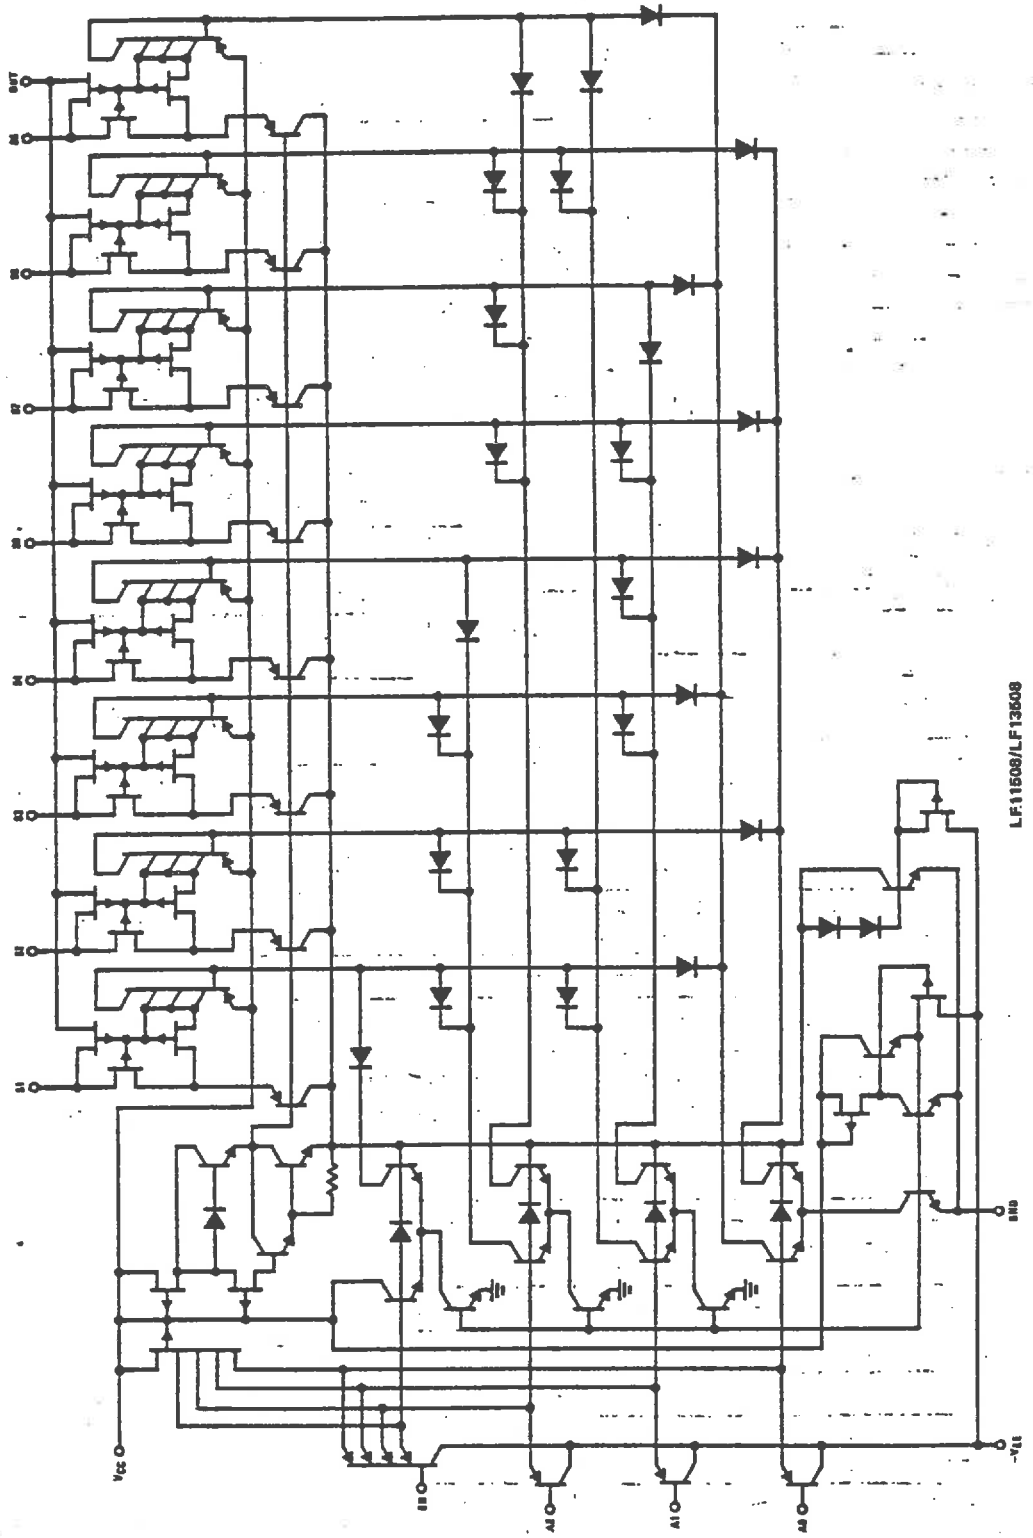 S1
S2
S3
S4
S8
S7
S6
S5
OUT
VCC
EN
A2
A1
A0
GND
-VEE
LF11508/LF13508